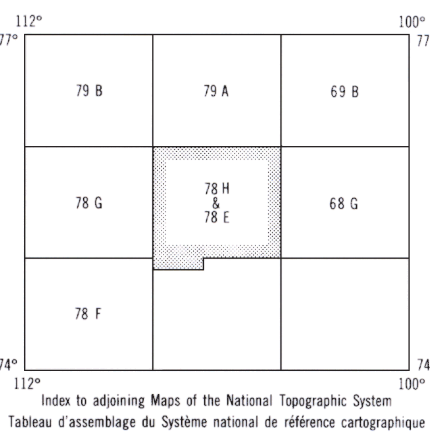 112° 100°
77° 77
79 B 79 A 69 B
78 G 78 H & 78 E 68 G
78 F
74° 74
112° 100°
Index to adjoining Maps of the National Topographic System
Tableau d'assemblage du Système national de référence cartographique